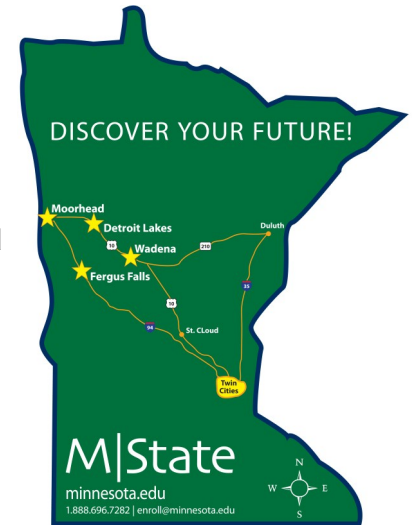 DISCOVER YOUR FUTURE!
Moorhead
Detroit Lakes
Duluth
10
Wadena
210
Fergus Falls
35
10
94
St. CLoud
Twin
Cities
M|State
minnesota.edu
1.888.696.7282 | enroll@minnesota.edu
N
W
E
S